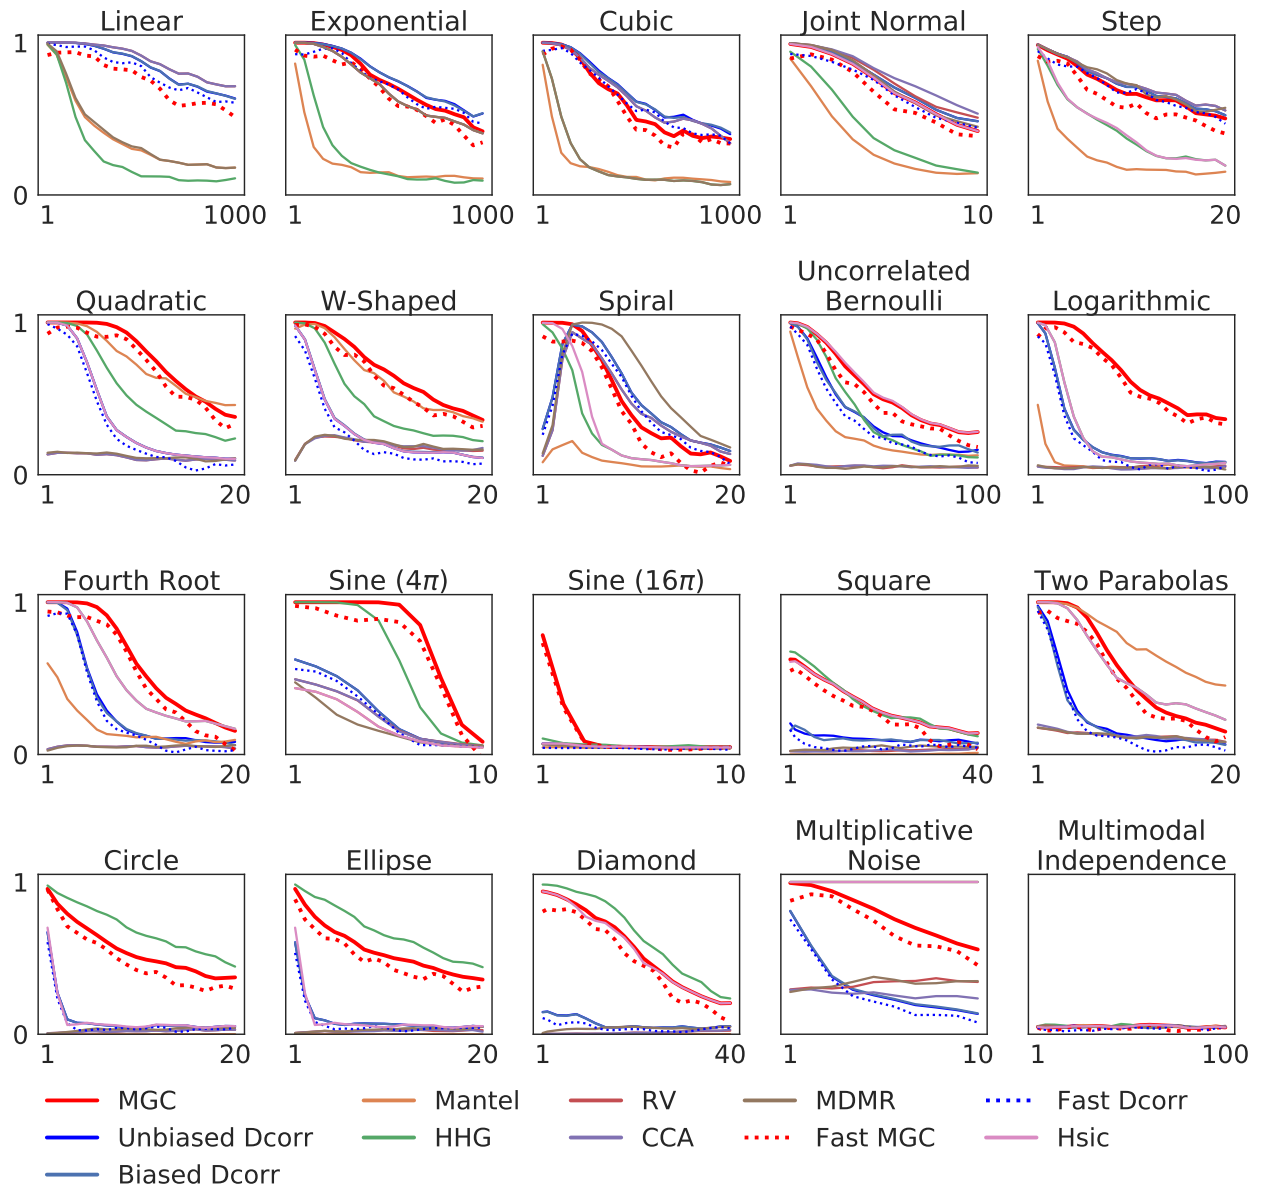 Linear Exponential Cubic Joint Normal Step
1
0
1 1000 1 1000 1 1000 1 10 1 20
Quadratic W-Shaped Spiral Uncorrelated Bernoulli Logarithmic
1
0
1 20 1 20 1 20 1 100 1 100
Fourth Root Sine (4π) Sine (16π) Square Two Parabolas
1
0
1 20 1 10 1 10 1 40 1 20
Circle Ellipse Diamond Multiplicative Noise Multimodal Independence
1
0
1 20 1 20 1 40 1 10 1 100
MGC Mantel RV MDMR Fast Dcorr
Unbiased Dcorr HHG CCA Fast MGC Hsic
Biased Dcorr